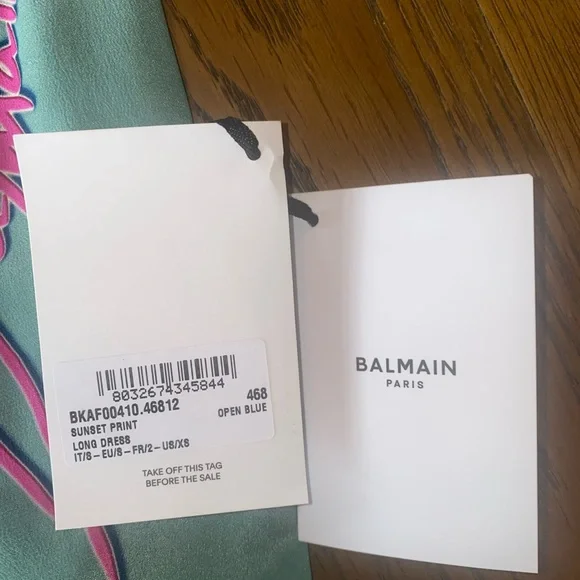 8032674345844
BKAF00410.46812 468
SUNSET PRINT OPEN BLUE
LONG DRESS
IT/S - EU/S - FR/2 - US/XS
TAKE OFF THIS TAG
BEFORE THE SALE
BALMAIN
PARIS